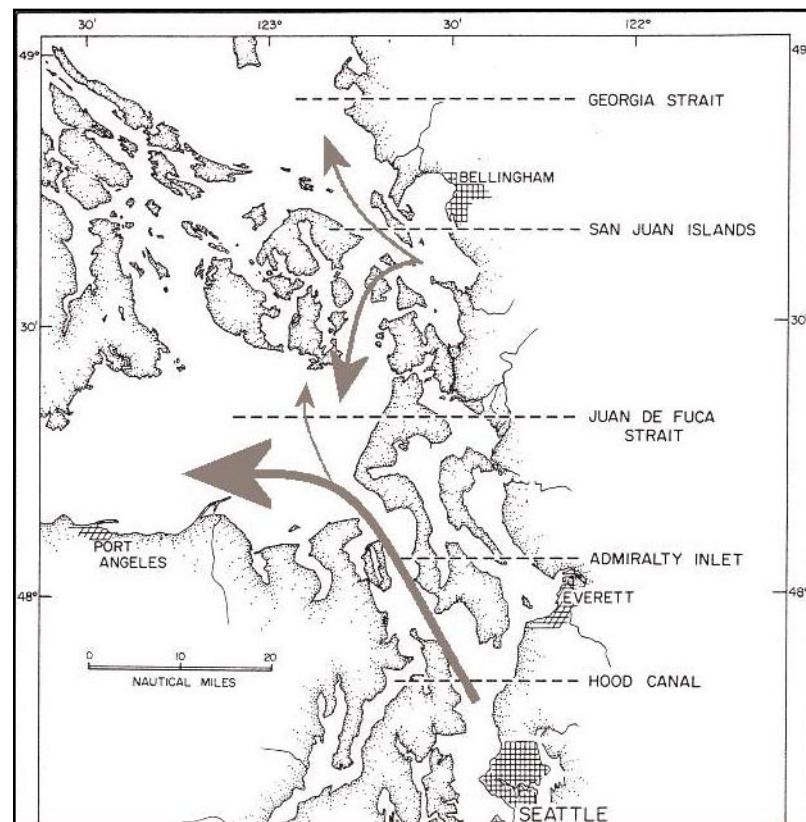 30' 123° 30' 122°
49° 49
GEORGIA STRAIT
BELLINGHAM
SAN JUAN ISLANDS
30' 30'
JUAN DE FUCA
STRAIT
PORT
ANGELES
ADMIRALTY INLET
48° 48
EVERETT
0 10 20
NAUTICAL MILES
HOOD CANAL
SEATTLE